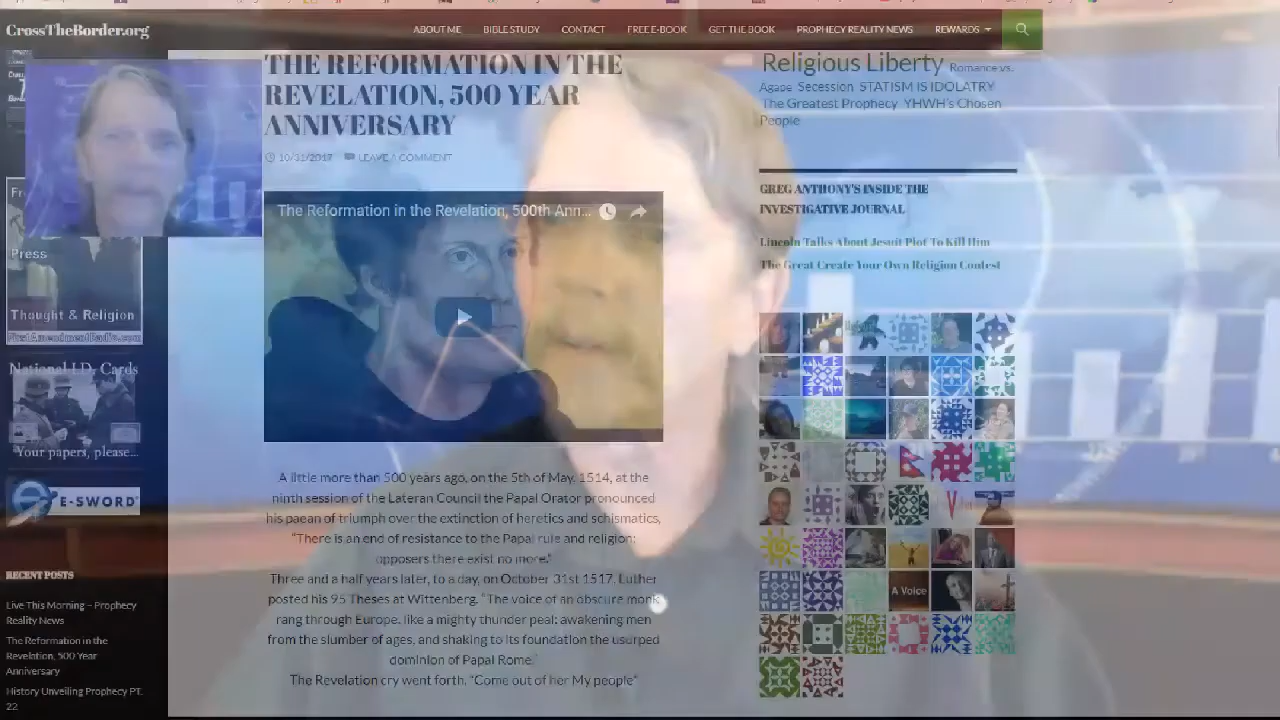 CrossTheBorder.org
ABOUT ME
BIBLE STUDY
CONTACT
FREE E-BOOK
GET THE BOOK
PROPHECY REALITY NEWS
REWARDS
THE REFORMATION IN THE
REVELATION, 500 YEAR
ANNIVERSARY
10/31/2017
LEAVE A COMMENT
The Reformation in the Revelation, 500th Ann...
A little more than 500 years ago, on the 5th of May, 1514, at the
ninth session of the Lateran Council the Papal Orator pronounced
his paean of triumph over the extinction of heretics and schismatics,
“There is an end of resistance to the Papal rule and religion:
opposers there exist no more.”
Three and a half years later, to a day, on October 31st 1517, Luther
posted his 95 Theses at Wittenberg. “The voice of an obscure monk
rang through Europe, like a mighty thunder peal: awakening men
from the slumber of ages, and shaking to its foundation the usurped
dominion of Papal Rome.”
The Revelation cry went forth, “Come out of her My people”
Religious Liberty Romance vs.
Agape Secession STATISM IS IDOLATRY
The Greatest Prophecy YHWH's Chosen
People
GREG ANTHONY'S INSIDE THE
INVESTIGATIVE JOURNAL
Lincoln Talks About Jesuit Plot To Kill Him
The Great Create Your Own Religion Contest
A Voice
Press
Thought & Religion
FirstAmendmentRadio.com
National I.D. Cards
"Your papers, please...
E-SWORD
RECENT POSTS
Live This Morning – Prophecy
Reality News
The Reformation in the
Revelation, 500 Year
Anniversary
History Unveiling Prophecy PT.
22